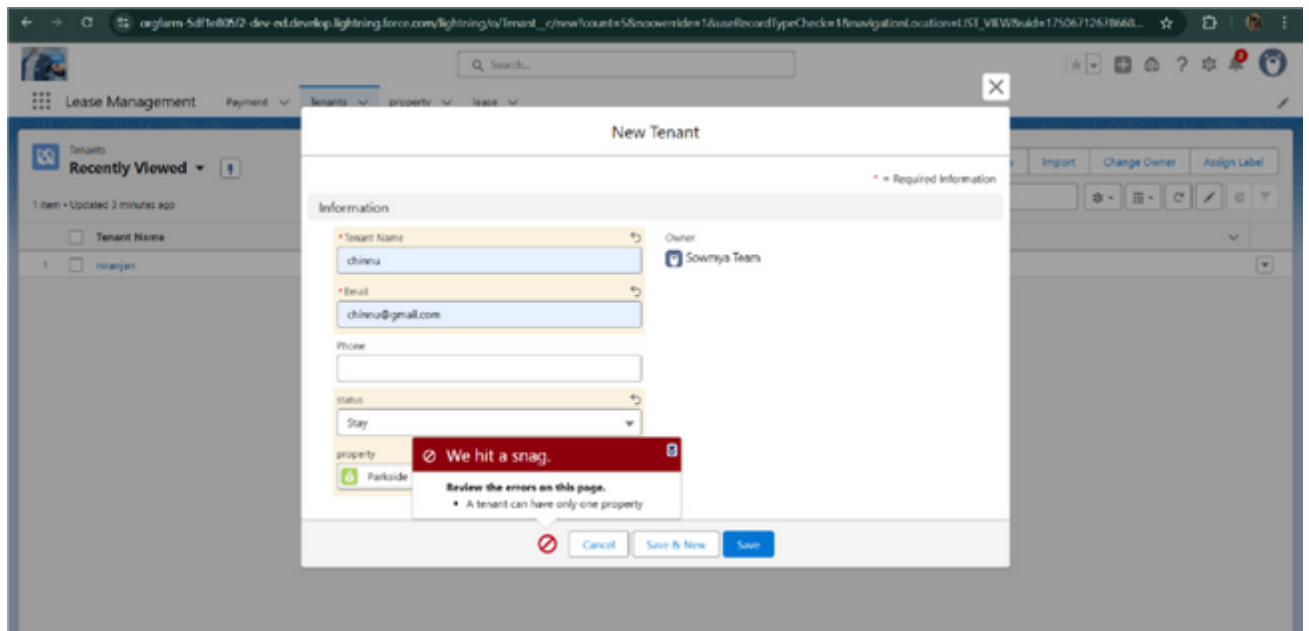 Search...
Lease Management Payment Tenants property lease
Tenants
Recently Viewed
Import Change Owner Assign Label
1 item • Updated 3 minutes ago
Tenant Name
1 niranjan
New Tenant
* = Required Information
Information
*Tenant Name
chinnu
Owner
Sowmya Team
*Email
chinnu@gmail.com
Phone
status
Stay
property
Parkside
We hit a snag.
Review the errors on this page.
• A tenant can have only one property
Cancel Save & New Save